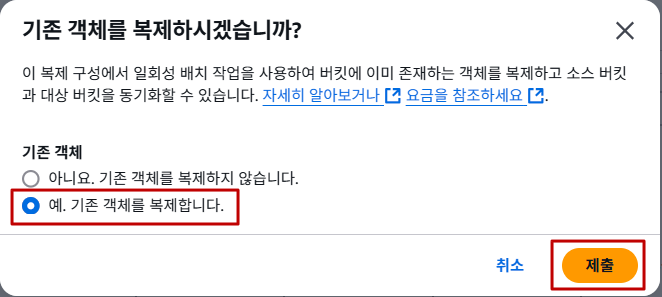 기존 객체를 복제하시겠습니까?
이 복제 구성에서 일회성 배치 작업을 사용하여 버킷에 이미 존재하는 객체를 복제하고 소스 버킷
과 대상 버킷을 동기화할 수 있습니다. 자세히 알아보거나 요금을 참조하세요.
기존 객체
아니요. 기존 객체를 복제하지 않습니다.
예. 기존 객체를 복제합니다.
취소 제출